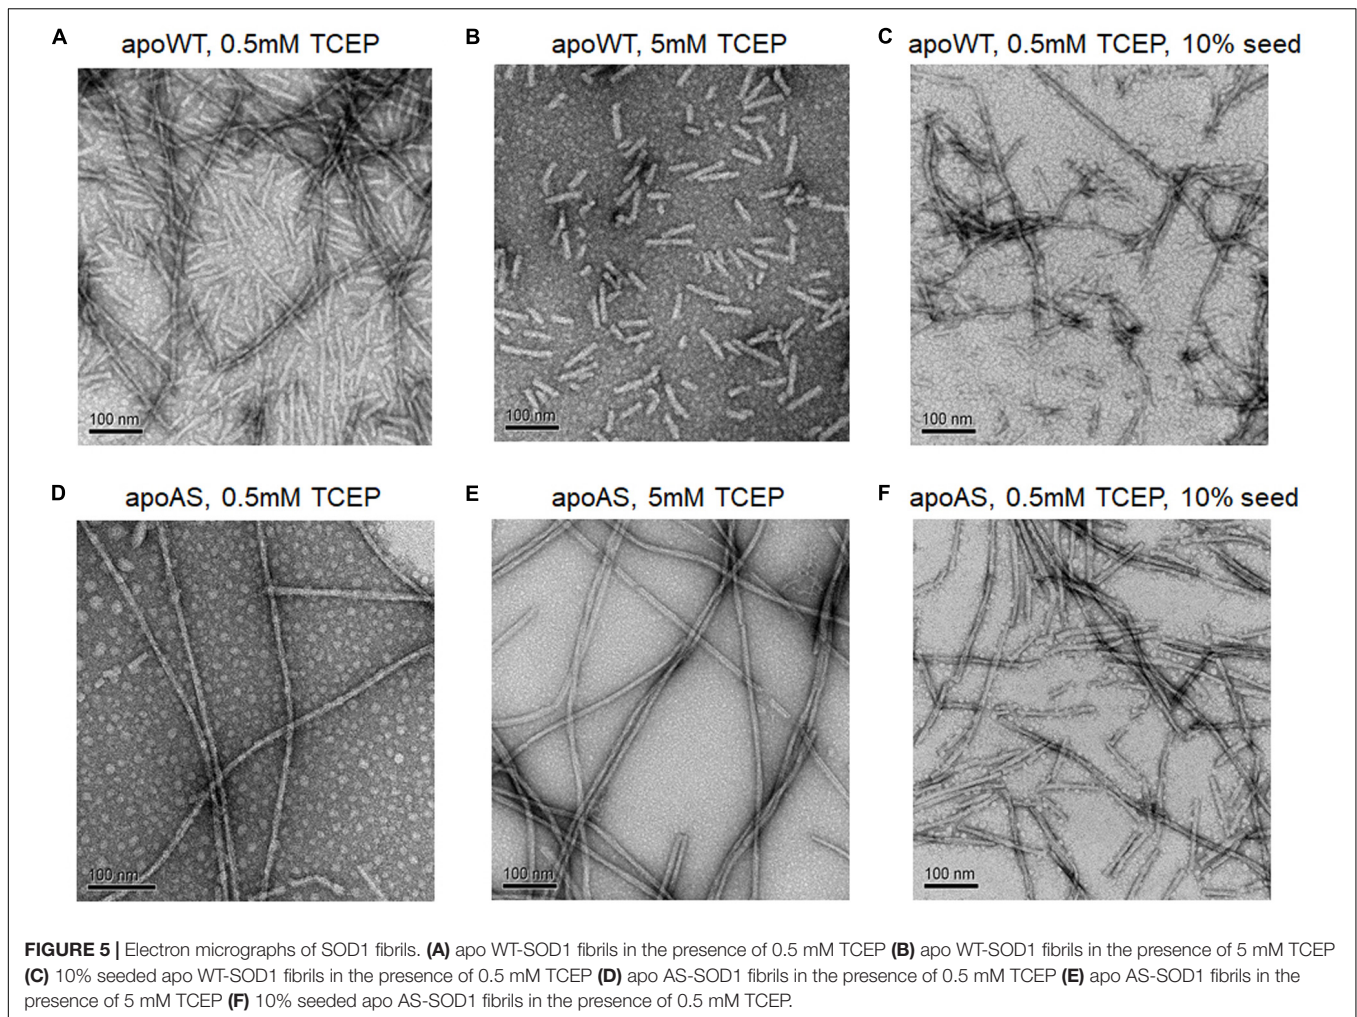 A apoWT, 0.5mM TCEP
B apoWT, 5mM TCEP
C apoWT, 0.5mM TCEP, 10% seed
100 nm
100 nm
100 nm
D apoAS, 0.5mM TCEP
E apoAS, 5mM TCEP
F apoAS, 0.5mM TCEP, 10% seed
100 nm
100 nm
100 nm
FIGURE 5 | Electron micrographs of SOD1 fibrils. (A) apo WT-SOD1 fibrils in the presence of 0.5 mM TCEP (B) apo WT-SOD1 fibrils in the presence of 5 mM TCEP
(C) 10% seeded apo WT-SOD1 fibrils in the presence of 0.5 mM TCEP (D) apo AS-SOD1 fibrils in the presence of 0.5 mM TCEP (E) apo AS-SOD1 fibrils in the
presence of 5 mM TCEP (F) 10% seeded apo AS-SOD1 fibrils in the presence of 0.5 mM TCEP.